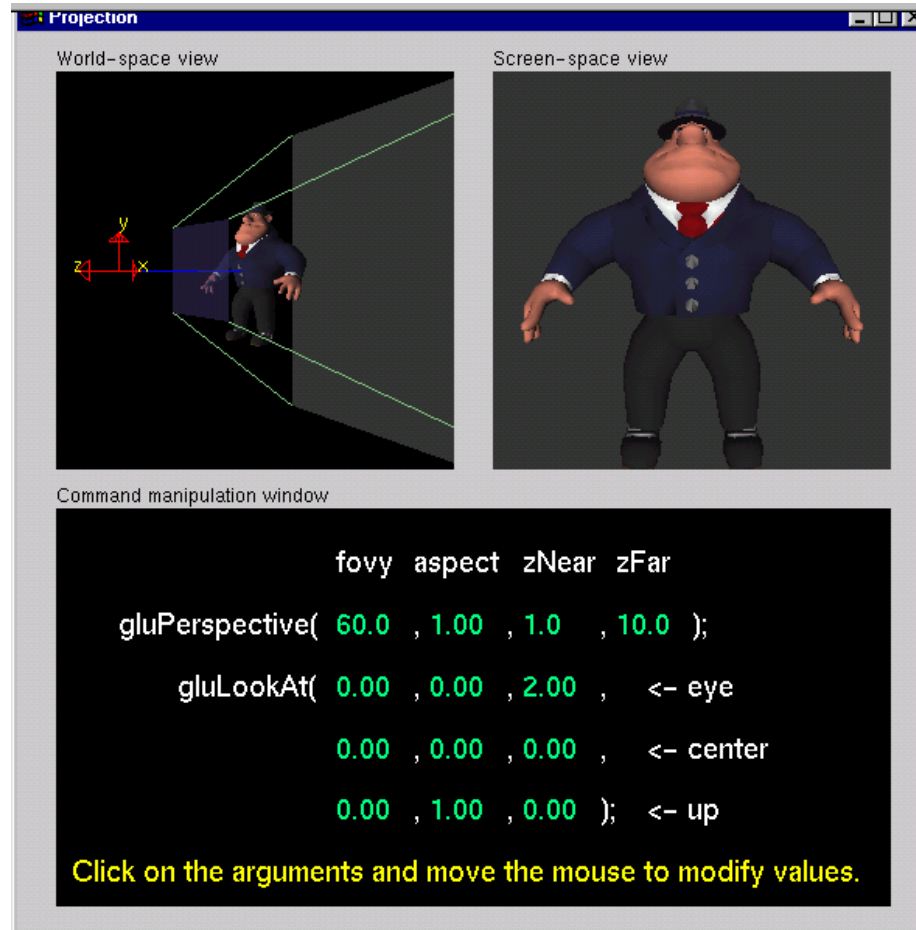 Projection
World-space view
Screen-space view
y
z x
Command manipulation window
fovy aspect zNear zFar
gluPerspective( 60.0 , 1.00 , 1.0 , 10.0 );
gluLookAt( 0.00 , 0.00 , 2.00 , <- eye
0.00 , 0.00 , 0.00 , <- center
0.00 , 1.00 , 0.00 ); <- up
Click on the arguments and move the mouse to modify values.